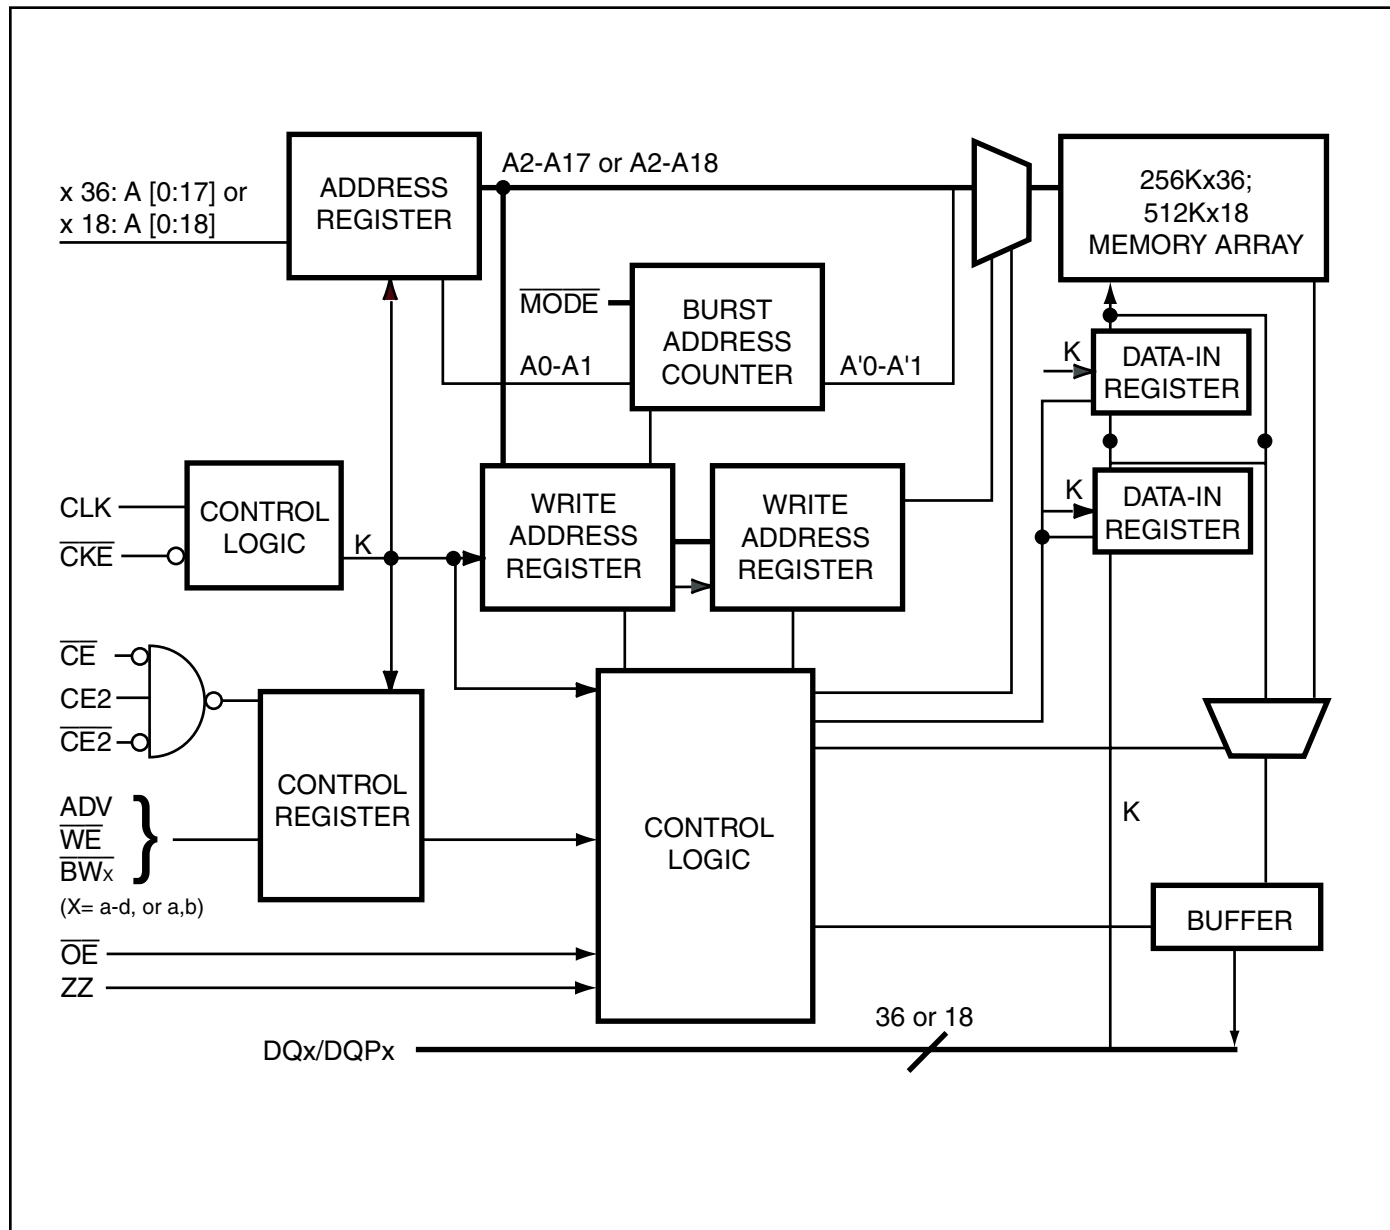 x 36: A [0:17] or
x 18: A [0:18]
ADDRESS
REGISTER
A2-A17 or A2-A18
256Kx36;
512Kx18
MEMORY ARRAY
MODE
BURST
ADDRESS
COUNTER
A0-A1
A'0-A'1
K
DATA-IN
REGISTER
K
DATA-IN
REGISTER
CLK
CKE
CONTROL
LOGIC
K
WRITE
ADDRESS
REGISTER
WRITE
ADDRESS
REGISTER
CE
CE2
CE2
CONTROL
REGISTER
ADV
WE
BWx
(X= a-d, or a,b)
CONTROL
LOGIC
K
BUFFER
OE
ZZ
36 or 18
DQx/DQPx